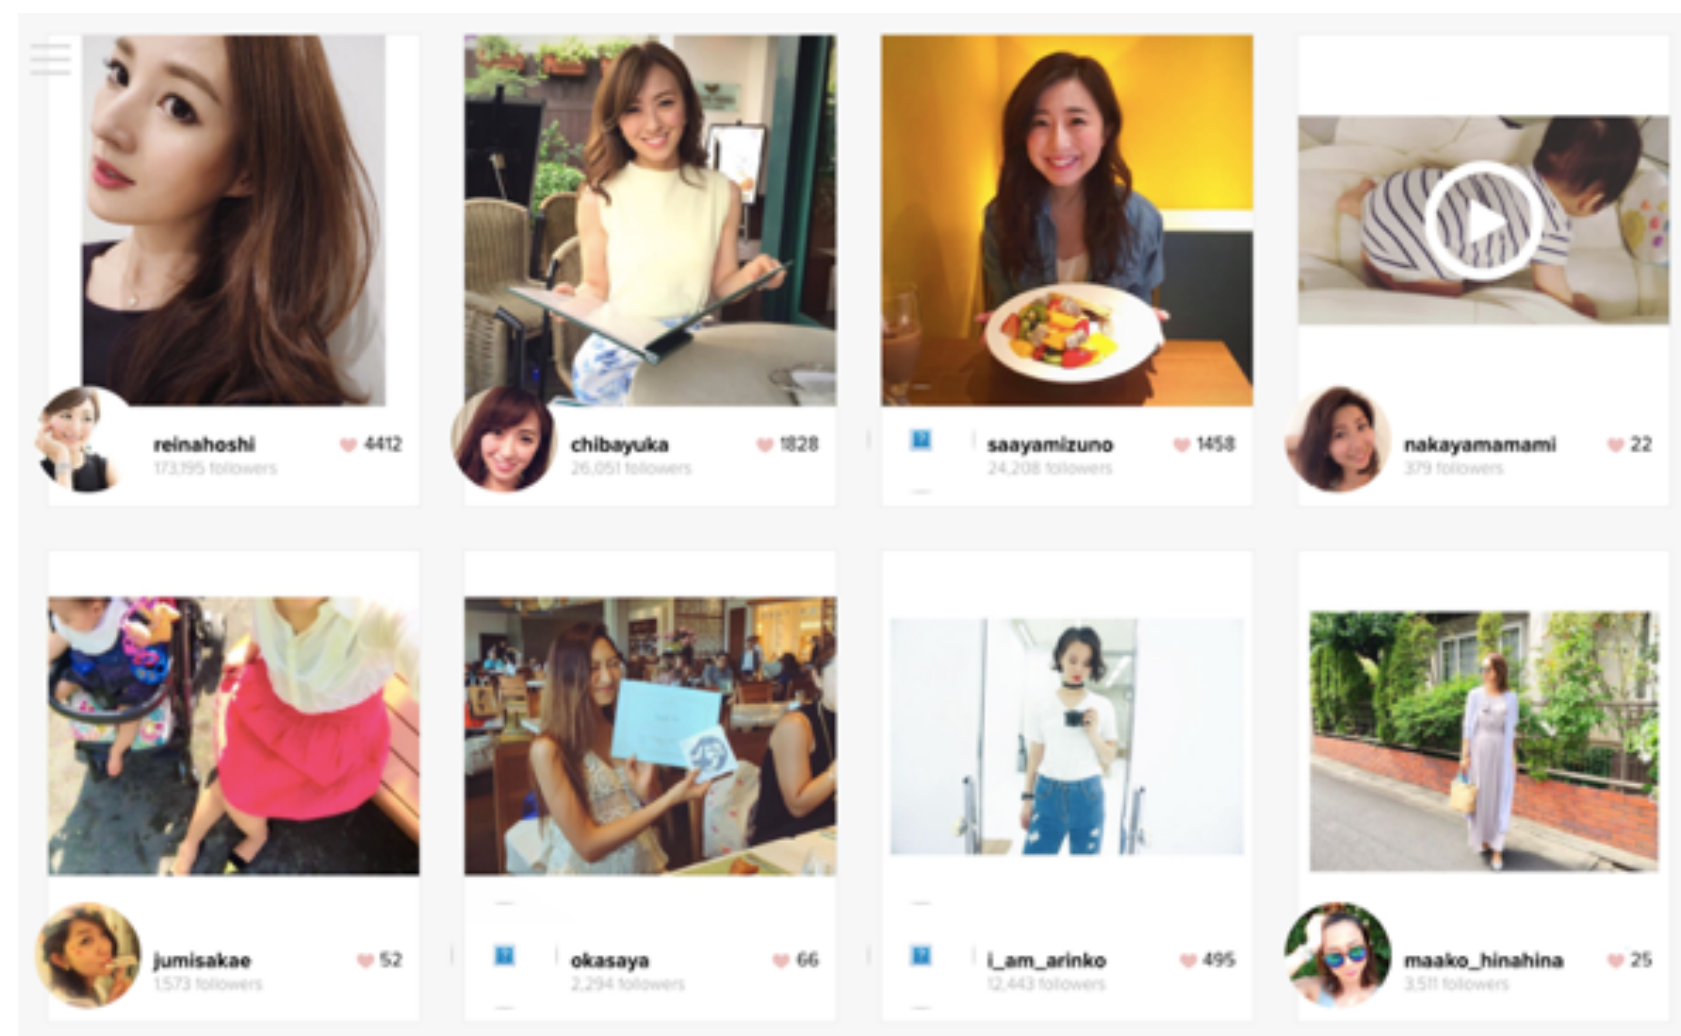 reinahoshi
4412
173,195 followers
chibayuka
1828
26,051 followers
saayamizuno
1458
24,208 followers
nakayamamami
22
379 followers
jumisakae
52
1,573 followers
okasaya
66
2,294 followers
i_am_arinko
495
12,443 followers
maako_hinahina
25
3,511 followers